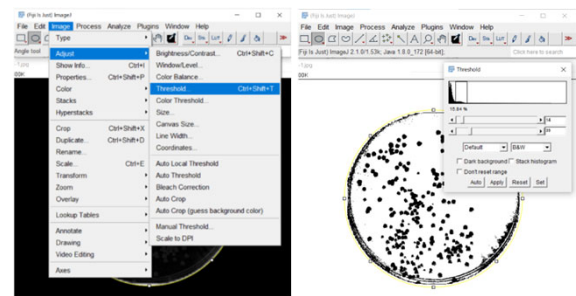 (Fiji Is Just) ImageJ
File Edit Image Process Analyze Plugins Window Help
Angle tool
Type
Adjust
Show Info... Ctrl+I
Properties... Ctrl+Shift+P
Color
Stacks
Hyperstacks
Crop Ctrl+Shift+X
Duplicate... Ctrl+Shift+D
Rename...
Scale... Ctrl+E
Transform
Zoom
Overlay
Lookup Tables
Annotate
Drawing
Video Editing
Axes
Brightness/Contrast... Ctrl+Shift+C
Window/Level...
Color Balance...
Threshold... Ctrl+Shift+T
Color Threshold...
Size...
Canvas Size...
Line Width...
Coordinates...
Auto Local Threshold
Auto Threshold
Bleach Correction
Auto Crop
Auto Crop (guess background color)
Manual Threshold...
Scale to DPI
(Fiji Is Just) ImageJ
File Edit Image Process Analyze Plugins Window Help
(Fiji Is Just) ImageJ 2.1.0/1.53k; Java 1.8.0_172 [64-bit];
Click here to search
Threshold
Default B&W
Dark background Stack histogram
Don't reset range
Auto Apply Reset Set